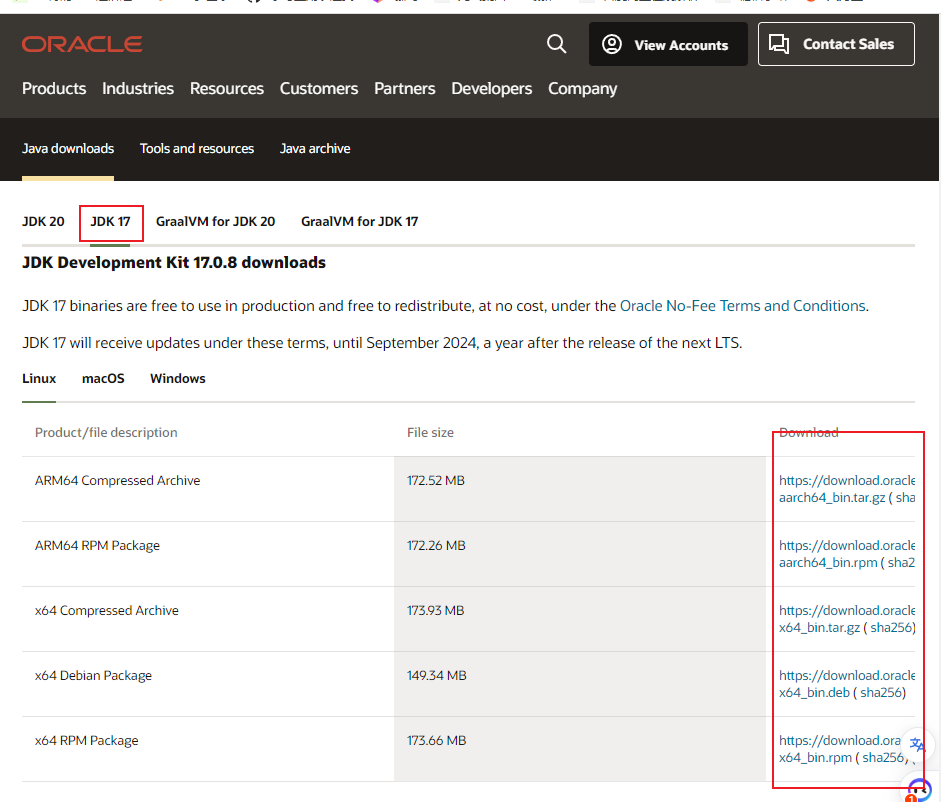 ORACLE
View Accounts
Contact Sales
Products Industries Resources Customers Partners Developers Company
Java downloads Tools and resources Java archive
JDK 20 JDK 17 GraalVM for JDK 20 GraalVM for JDK 17
JDK Development Kit 17.0.8 downloads
JDK 17 binaries are free to use in production and free to redistribute, at no cost, under the Oracle No-Fee Terms and Conditions.
JDK 17 will receive updates under these terms, until September 2024, a year after the release of the next LTS.
Linux macOS Windows
Product/file description File size Download
ARM64 Compressed Archive 172.52 MB https://download.oracle
aarch64_bin.tar.gz ( sha
ARM64 RPM Package 172.26 MB https://download.oracle
aarch64_bin.rpm ( sha2
x64 Compressed Archive 173.93 MB https://download.oracle
x64_bin.tar.gz ( sha256)
x64 Debian Package 149.34 MB https://download.oracle
x64_bin.deb ( sha256)
x64 RPM Package 173.66 MB https://download.ora
x64_bin.rpm ( sha256)